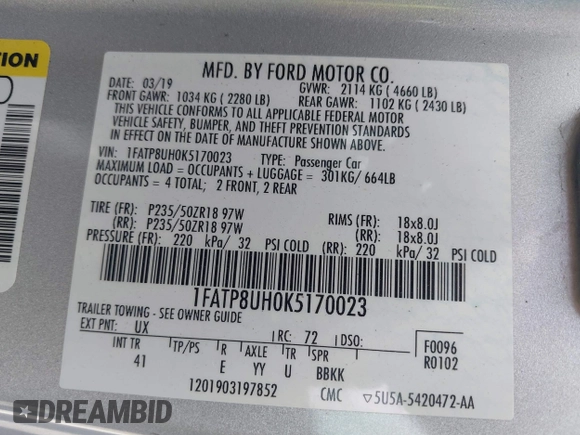 TION
MFD. BY FORD MOTOR CO.
DATE: 03/19 GVWR: 2114 KG ( 4660 LB)
FRONT GAWR: 1034 KG ( 2280 LB) REAR GAWR: 1102 KG ( 2430 LB)
THIS VEHICLE CONFORMS TO ALL APPLICABLE FEDERAL MOTOR
VEHICLE SAFETY, BUMPER, AND THEFT PREVENTION STANDARDS
IN EFFECT ON THE DATE OF MANUFACTURE SHOWN ABOVE.
VIN: 1FATP8UH0K5170023 TYPE: Passenger Car
MAXIMUM LOAD = OCCUPANTS + LUGGAGE = 301KG/ 664LB
OCCUPANTS = 4 TOTAL; 2 FRONT, 2 REAR
TIRE (FR): P235/50ZR18 97W RIMS (FR): 18x8.0J
(RR): P235/50ZR18 97W (RR): 18x8.0J
PRESSURE (FR): 220 kPa/ 32 PSI COLD (RR): 220 kPa/ 32 PSI COLD
1FATP8UH0K5170023
TRAILER TOWING - SEE OWNER GUIDE
EXT PNT: UX RC: 72 DSO: F0096
INT TR TP/PS R AXLE TR SPR R0102
41 E YY U BBKK
1201903197852 CMC ▽5U5A-5420472-AA
DREAMBID